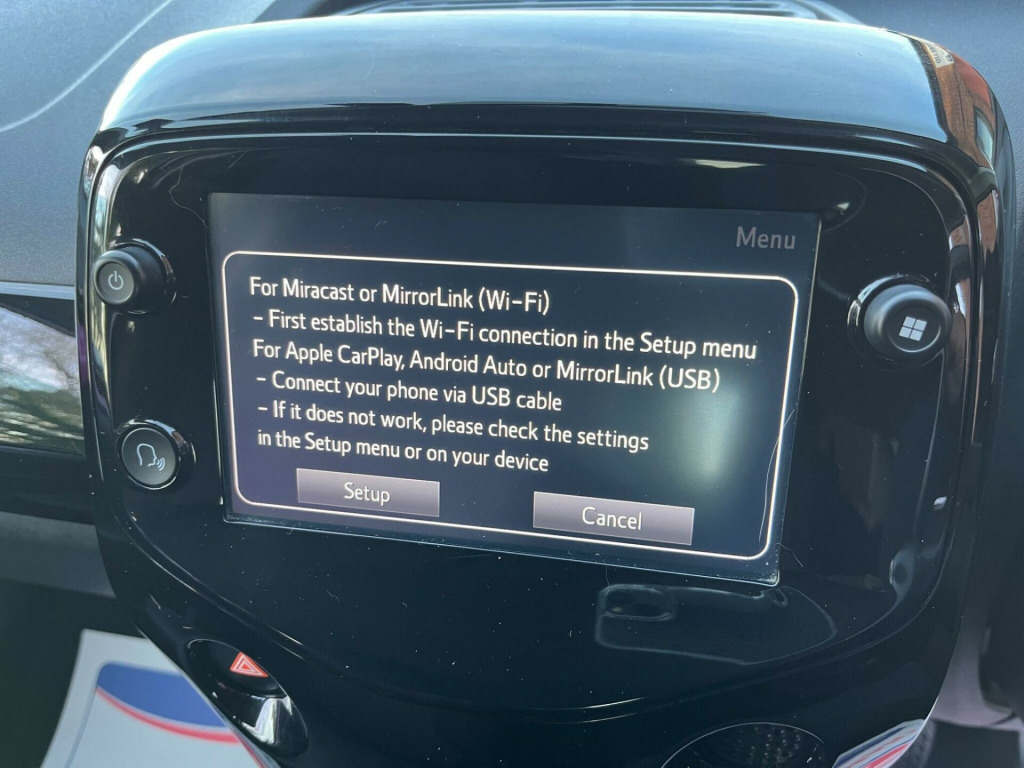 Menu
For Miracast or MirrorLink (Wi-Fi)
- First establish the Wi-Fi connection in the Setup menu
For Apple CarPlay, Android Auto or MirrorLink (USB)
- Connect your phone via USB cable
- If it does not work, please check the settings
in the Setup menu or on your device
Setup
Cancel